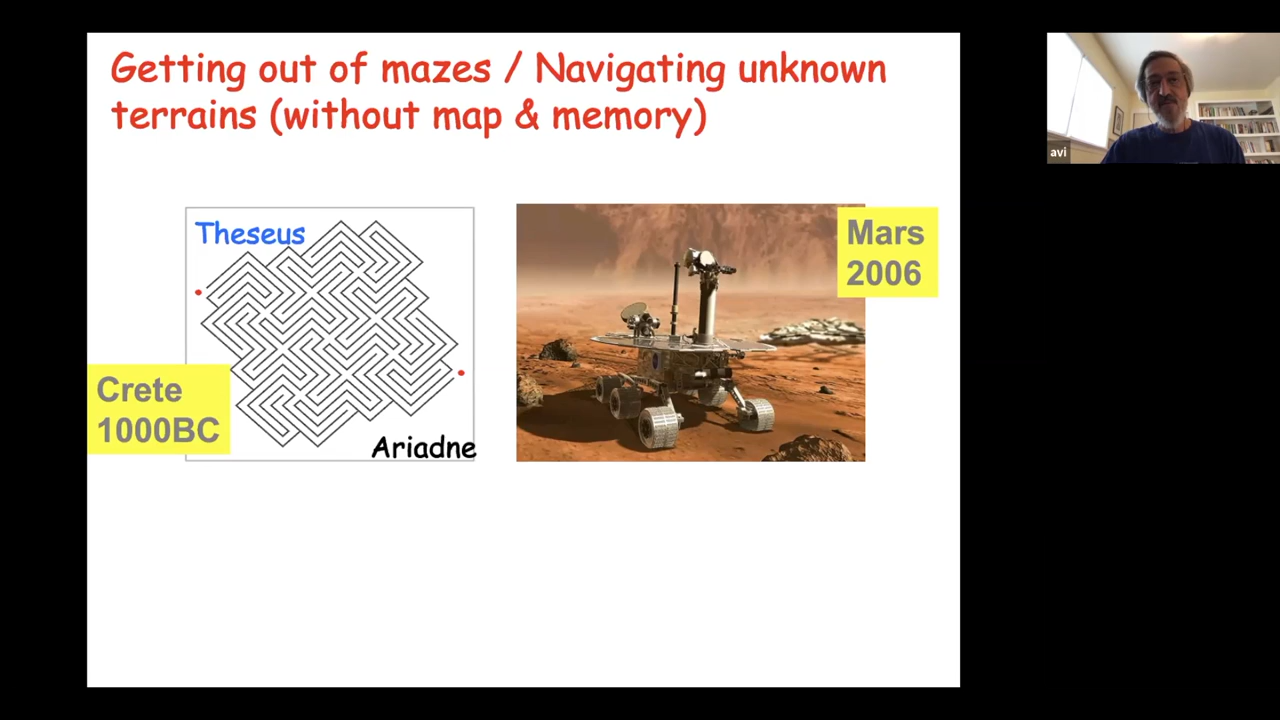 Getting out of mazes / Navigating unknown
terrains (without map & memory)
Theseus
Crete
1000BC
Ariadne
Mars
2006
avi